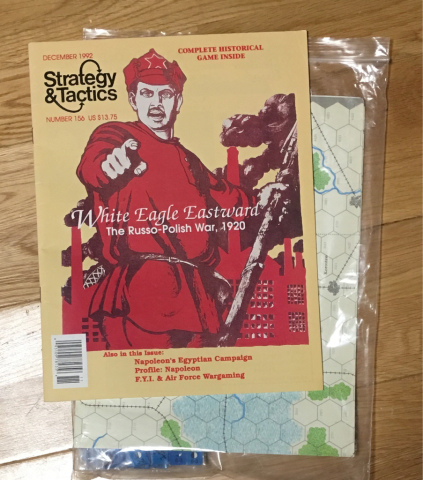 DECEMBER 1992
COMPLETE HISTORICAL
GAME INSIDE
Strategy
&Tactics
NUMBER 156 US $13.75
White Eagle Eastward
The Russo-Polish War, 1920
Also in this issue:
Napoleon's Egyptian Campaign
Profile: Napoleon
F.Y.I. & Air Force Wargaming